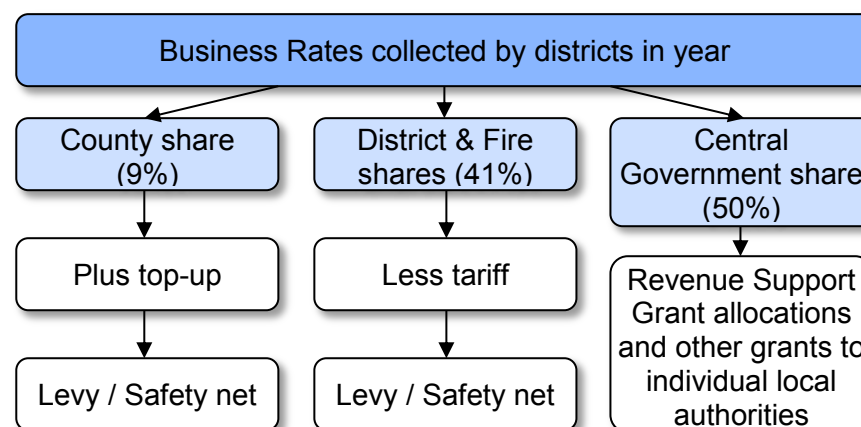 Business Rates collected by districts in year
County share
(9%)
District & Fire
shares (41%)
Central
Government share
(50%)
Plus top-up
Less tariff
Revenue Support
Grant allocations
and other grants to
individual local
authorities
Levy / Safety net
Levy / Safety net